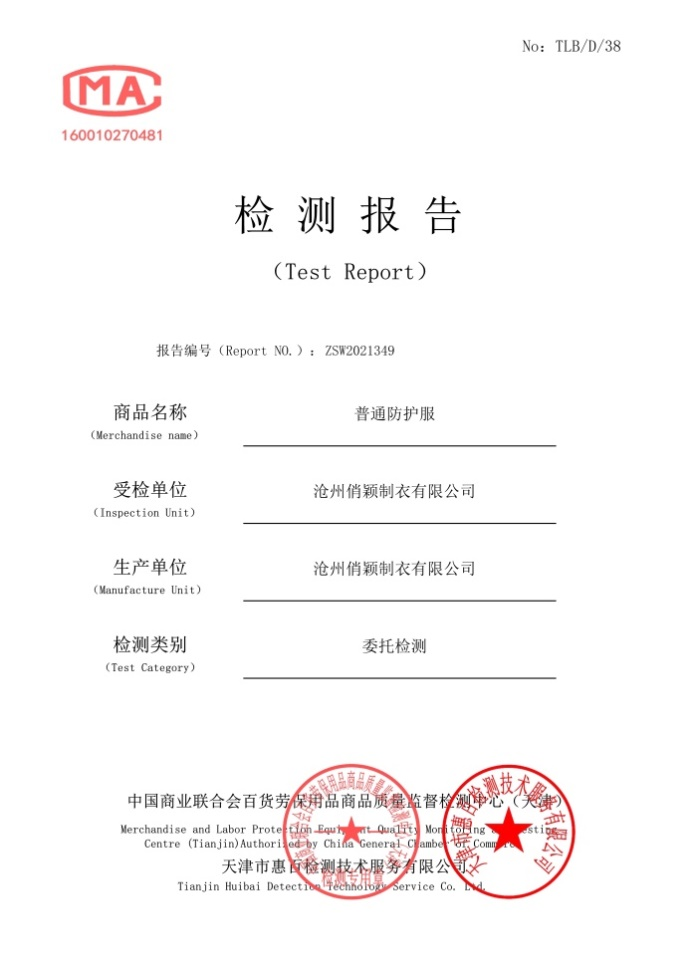 No: TLB/D/38
CMA
160010270481
检测报告
（Test Report）
报告编号（Report NO.）: ZSW2021349
商品名称
普通防护服
（Merchandise name）
受检单位
沧州俏颖制衣有限公司
（Inspection Unit）
生产单位
沧州俏颖制衣有限公司
（Manufacture Unit）
检测类别
委托检测
（Test Category）
中国商业联合会百货劳保用品商品质量监督检测中心（天津）
Merchandise and Labor Protection Equipment Quality Monitoring and Testing
Centre (Tianjin)Authorized by China General Chamber of Commerce
天津市惠百检测技术服务有限公司
Tianjin Huibai Detection Technology Service Co. Ltd.
检测专用章
天津市惠百检测技术服务有限公司